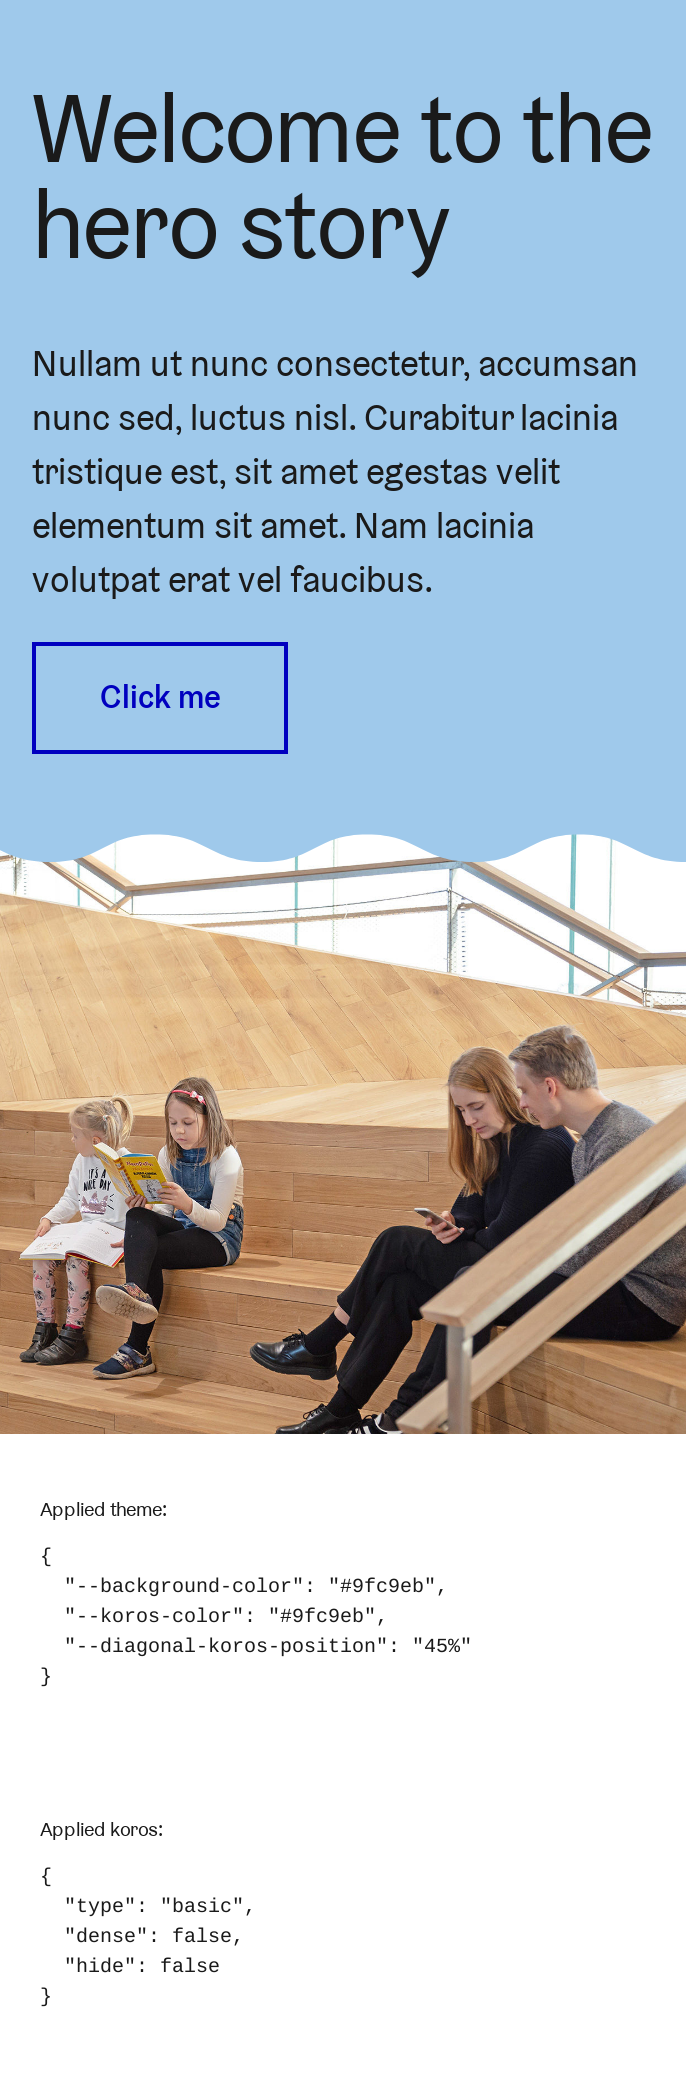 Welcome to the
hero story
Nullam ut nunc consectetur, accumsan
nunc sed, luctus nisl. Curabitur lacinia
tristique est, sit amet egestas velit
elementum sit amet. Nam lacinia
volutpat erat vel faucibus.
Click me
IT'S A
NICE DAY
Applied theme:
{
  "--background-color": "#9fc9eb",
  "--koros-color": "#9fc9eb",
  "--diagonal-koros-position": "45%"
}
Applied koros:
{
  "type": "basic",
  "dense": false,
  "hide": false
}